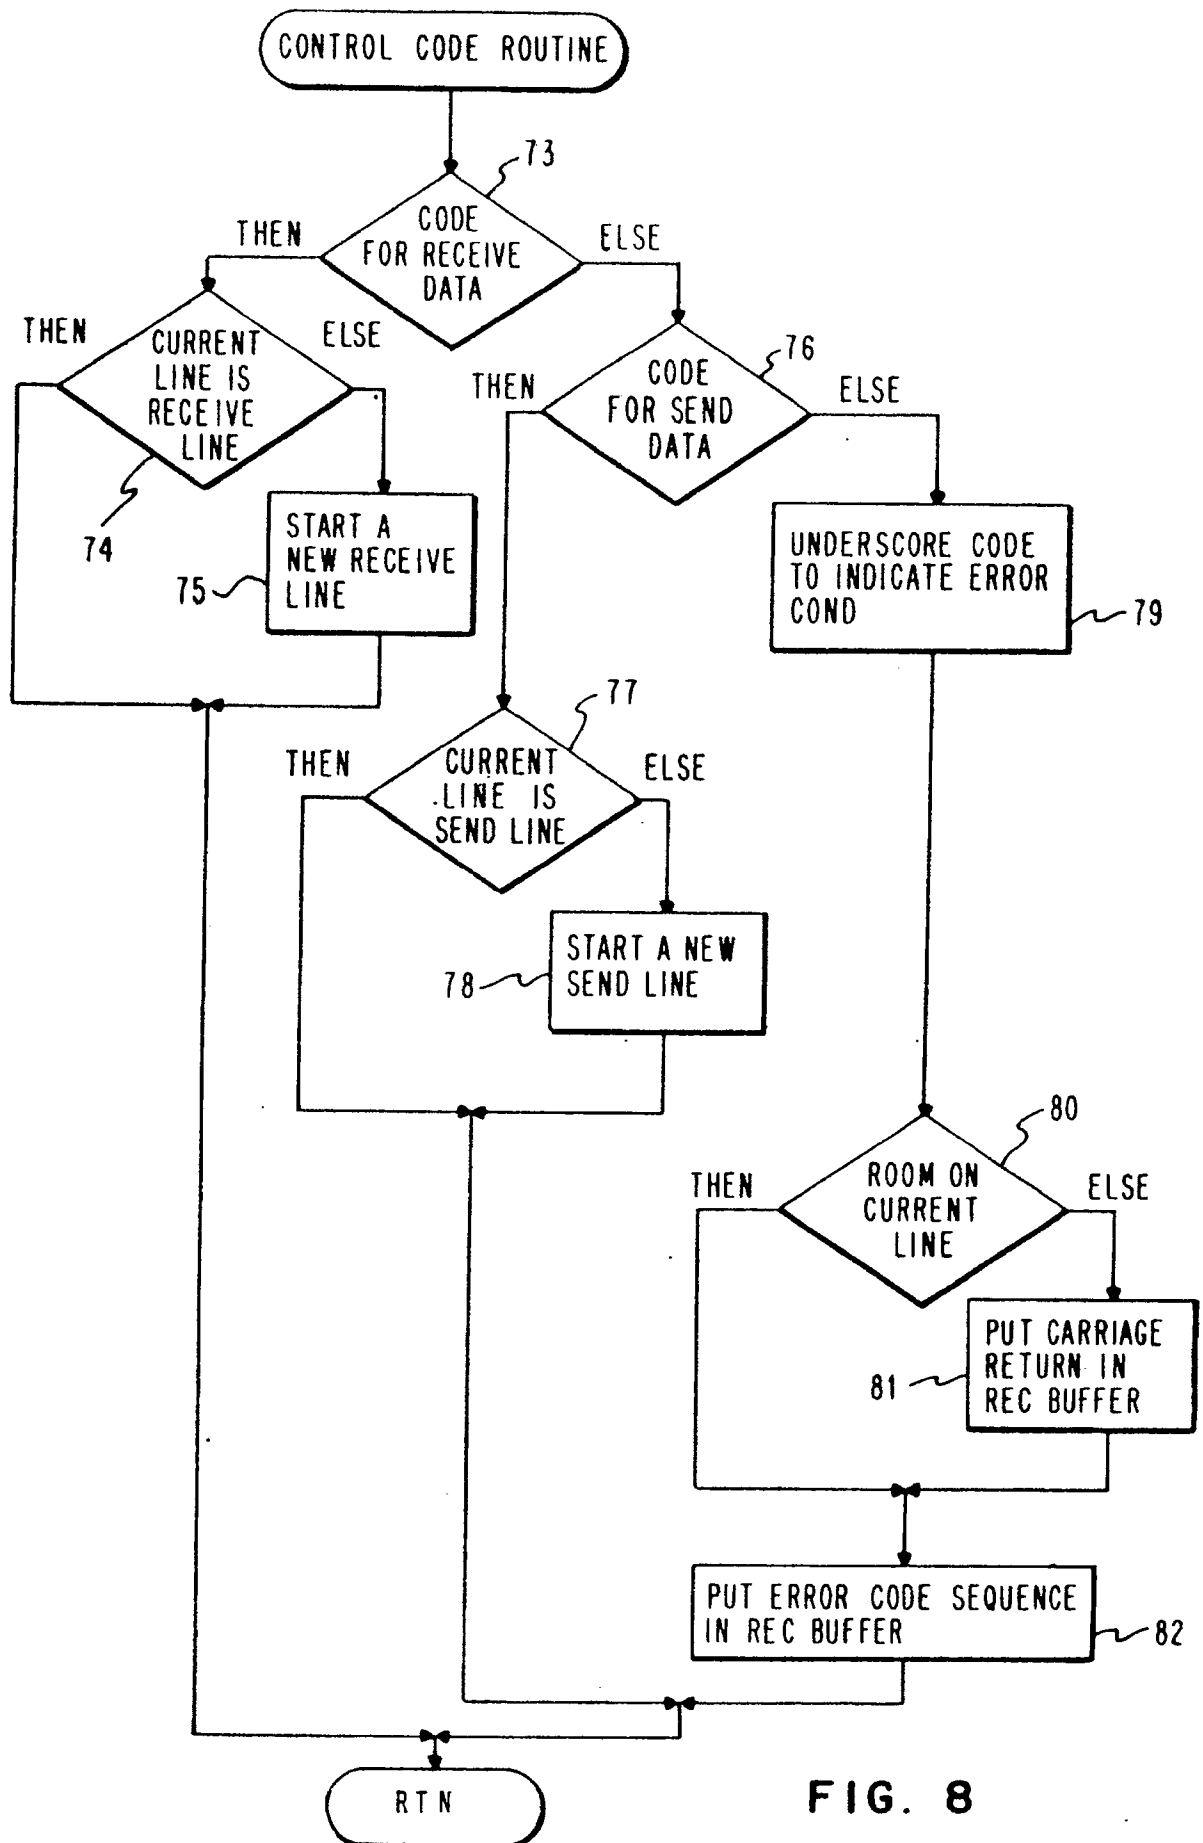 CONTROL CODE ROUTINE
73
CODE
FOR RECEIVE
DATA
THEN
ELSE
THEN
CURRENT
LINE IS
RECEIVE
LINE
ELSE
74
START A
NEW RECEIVE
LINE
75
76
THEN
CODE
FOR SEND
DATA
ELSE
UNDERSCORE CODE
TO INDICATE ERROR
COND
79
77
THEN
CURRENT
LINE IS
SEND LINE
ELSE
START A NEW
SEND LINE
78
80
THEN
ROOM ON
CURRENT
LINE
ELSE
PUT CARRIAGE
RETURN IN
REC BUFFER
81
PUT ERROR CODE SEQUENCE
IN REC BUFFER
82
RTN
FIG. 8